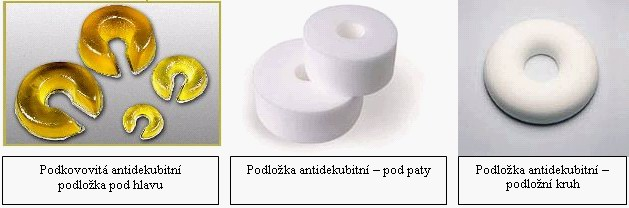 Podkovovitá antidekubitní
podložka pod hlavu
Podložka antidekubitní – pod paty
Podložka antidekubitní –
podložní kruh